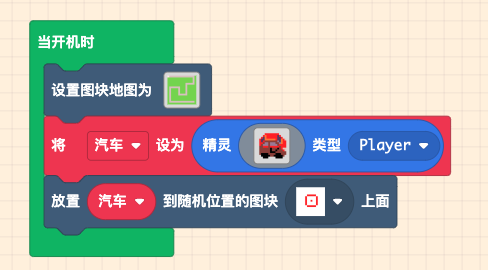 当开机时
设置图块地图为
将 汽车 设为 精灵 类型 Player
放置 汽车 到随机位置的图块 上面